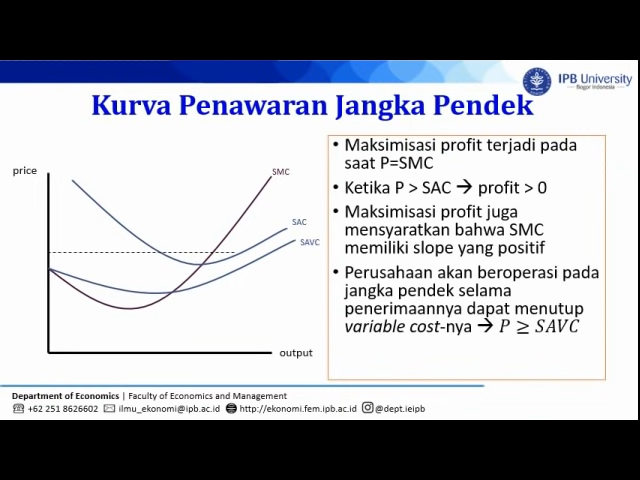 IPB University
Bogor Indonesia
Kurva Penawaran Jangka Pendek
price
SMC
SAC
SAVC
output
• Maksimisasi profit terjadi pada
saat P=SMC
• Ketika P > SAC → profit > 0
• Maksimisasi profit juga
mensyaratkan bahwa SMC
memiliki slope yang positif
• Perusahaan akan beroperasi pada
jangka pendek selama
penerimaannya dapat menutup
variable cost-nya → P ≥ SAVC
Department of Economics | Faculty of Economics and Management
+62 251 8626602 ilmu_ekonomi@ipb.ac.id http://ekonomi.fem.ipb.ac.id @dept.ieipb